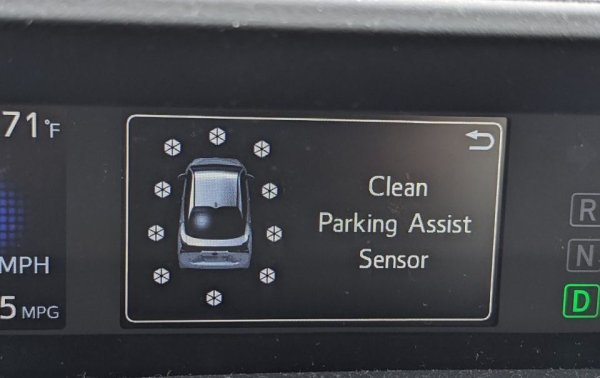 71°F
Clean
Parking Assist
Sensor
R
MPH
N
5 MPG
D